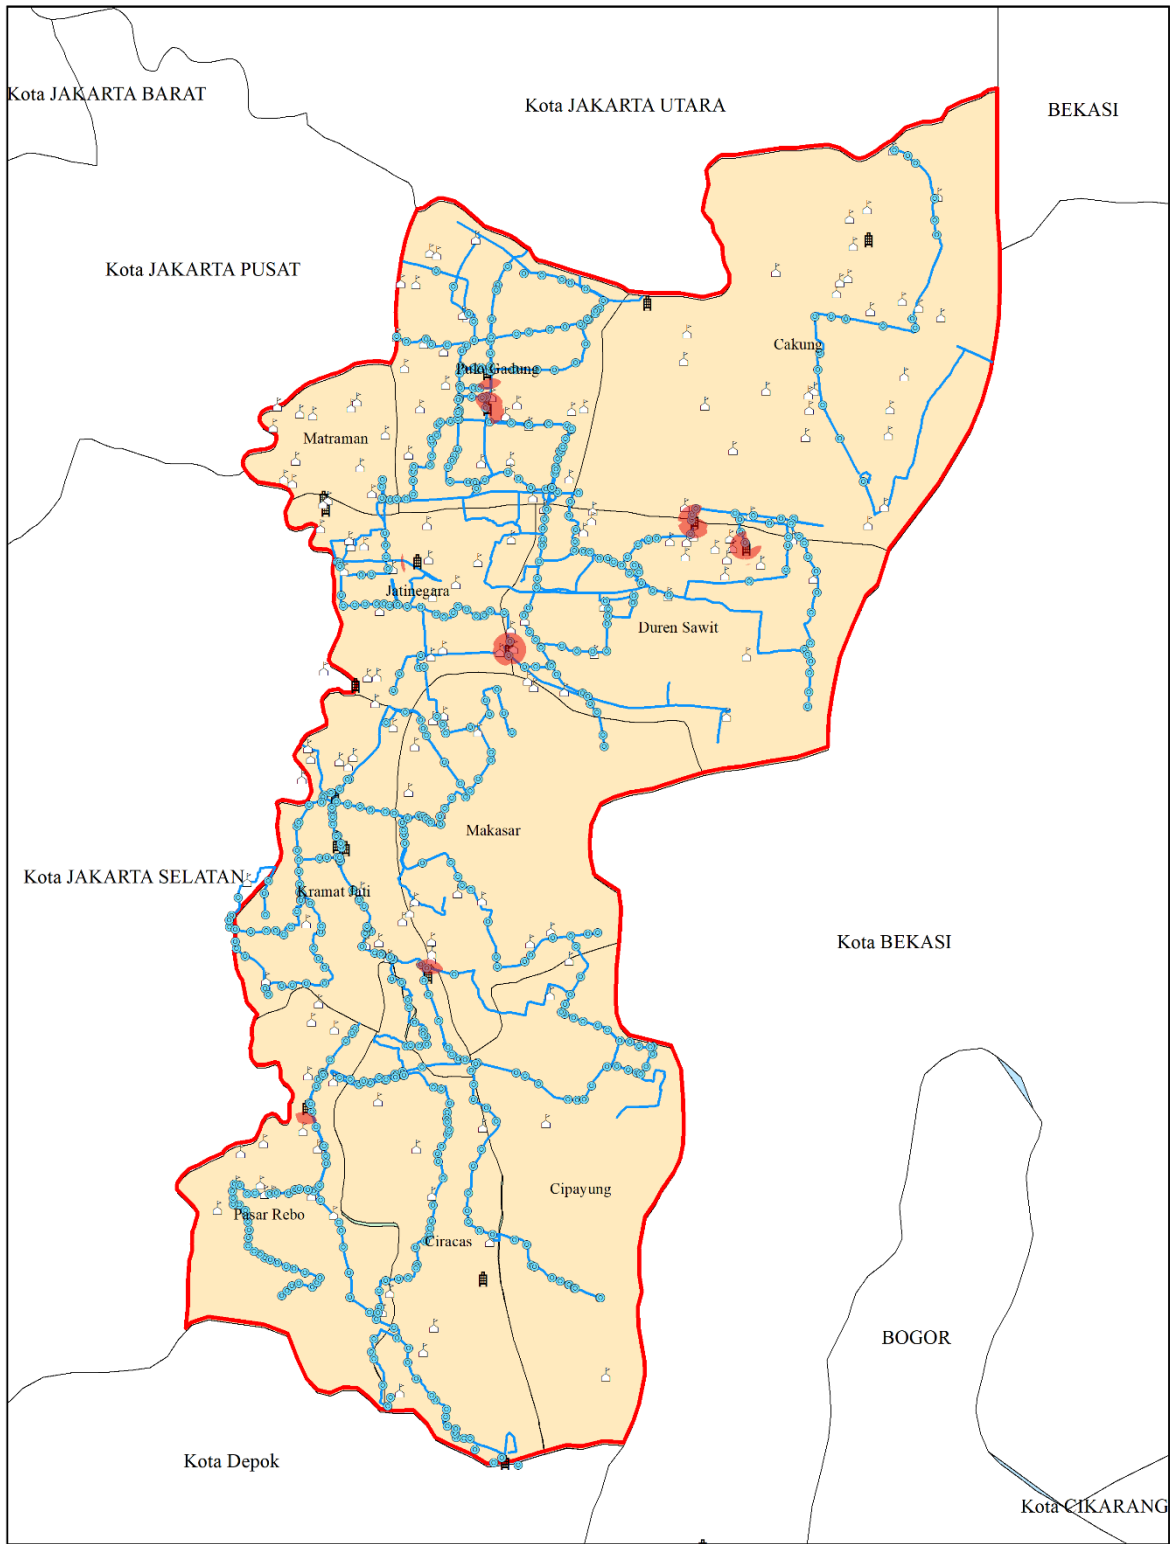 Kota JAKARTA BARAT
Kota JAKARTA UTARA
BEKASI
Kota JAKARTA PUSAT
Cakung
Pulo Gadung
Matraman
Jatinegara
Duren Sawit
Makasar
Kota JAKARTA SELATAN
Kramat Jati
Kota BEKASI
Cipayung
Pasar Rebo
Ciracas
BOGOR
Kota Depok
Kota CIKARANG